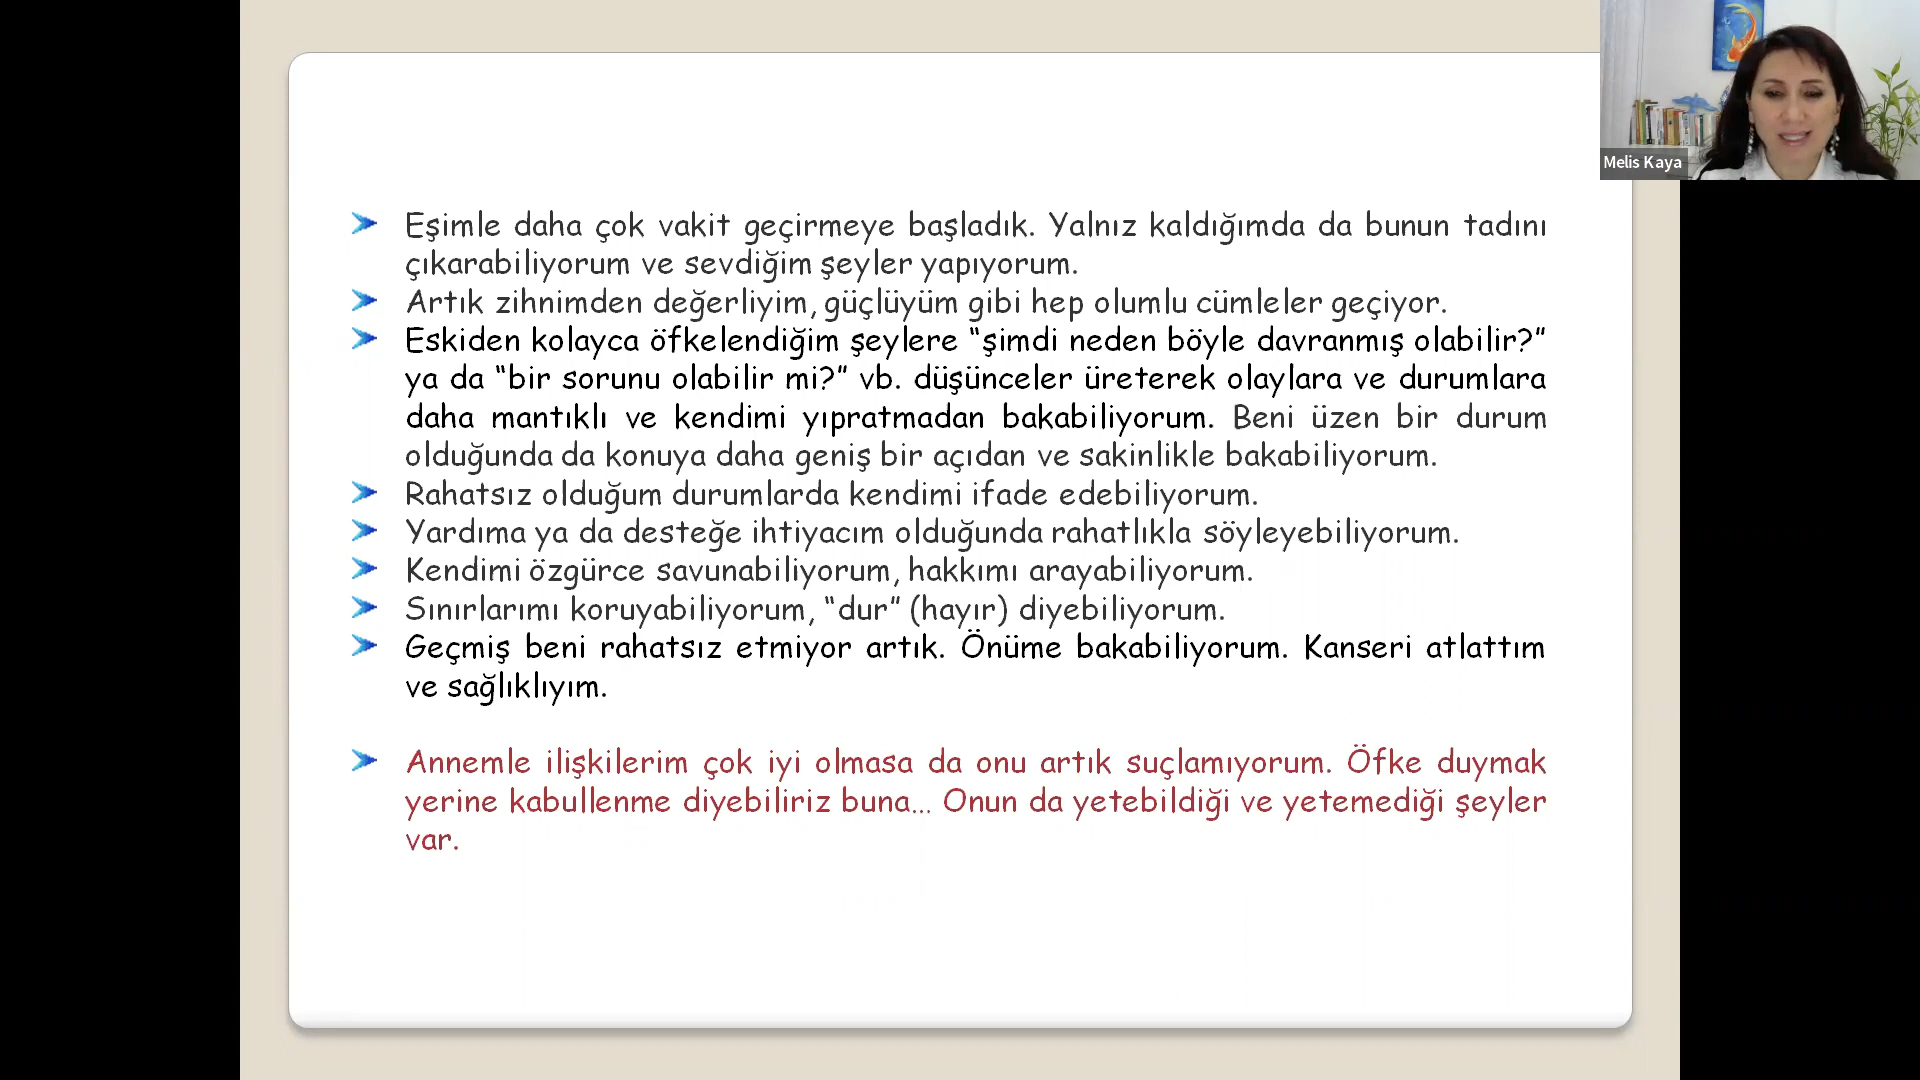 Melis Kaya
Eşimle daha çok vakit geçirmeye başladık. Yalnız kaldığımda da bunun tadını
çıkarabiliyorum ve sevdiğim şeyler yapıyorum.
Artık zihnimden değerliyim, güçlüyüm gibi hep olumlu cümleler geçiyor.
Eskiden kolayca öfkelendiğim şeylere “şimdi neden böyle davranmış olabilir?”
ya da “bir sorunu olabilir mi?” vb. düşünceler üreterek olaylara ve durumlara
daha mantıklı ve kendimi yıpratmadan bakabiliyorum. Beni üzen bir durum
olduğunda da konuya daha geniş bir açıdan ve sakinlikle bakabiliyorum.
Rahatsız olduğum durumlarda kendimi ifade edebiliyorum.
Yardıma ya da desteğe ihtiyacım olduğunda rahatlıkla söyleyebiliyorum.
Kendimi özgürce savunabiliyorum, hakkımı arayabiliyorum.
Sınırlarımı koruyabiliyorum, “dur” (hayır) diyebiliyorum.
Geçmiş beni rahatsız etmiyor artık. Önüme bakabiliyorum. Kanseri atlattım
ve sağlıklıyım.
Annemle ilişkilerim çok iyi olmasa da onu artık suçlamıyorum. Öfke duymak
yerine kabullenme diyebiliriz buna... Onun da yetebildiği ve yetemediği şeyler
var.